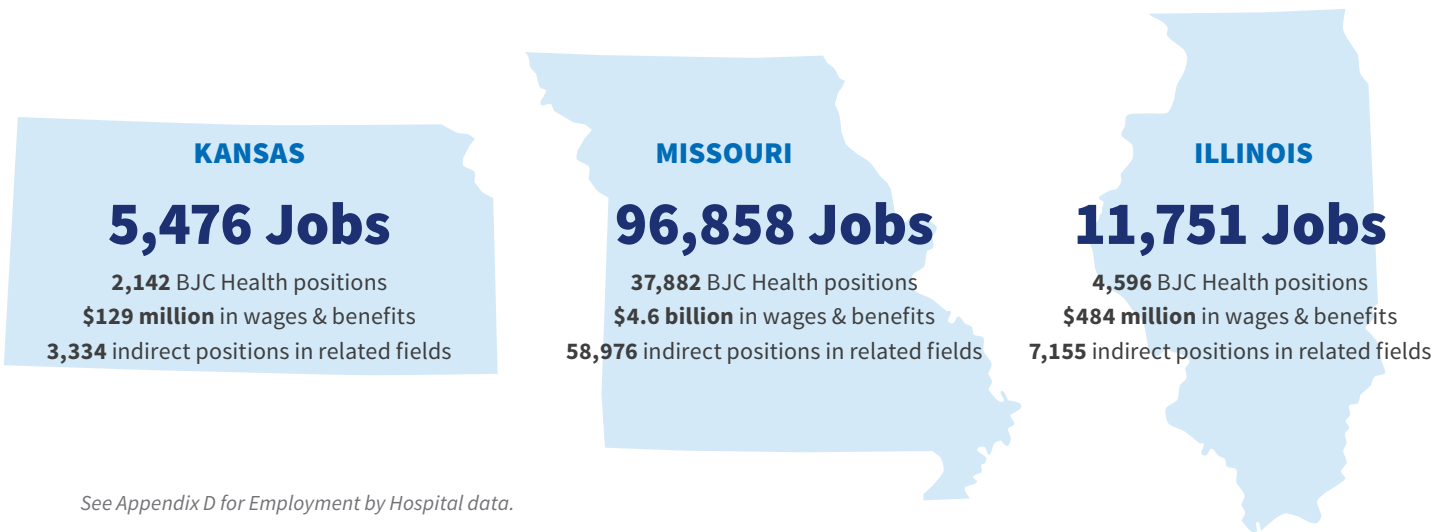 KANSAS
5,476 Jobs
2,142 BJC Health positions
$129 million in wages & benefits
3,334 indirect positions in related fields
MISSOURI
96,858 Jobs
37,882 BJC Health positions
$4.6 billion in wages & benefits
58,976 indirect positions in related fields
ILLINOIS
11,751 Jobs
4,596 BJC Health positions
$484 million in wages & benefits
7,155 indirect positions in related fields
See Appendix D for Employment by Hospital data.